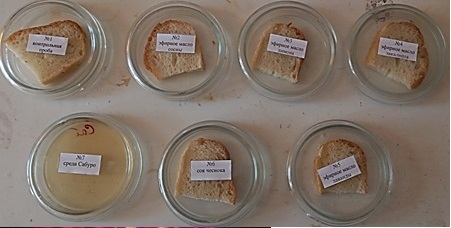 №1
контрольная
проба
№2
эфирное масло
сосны
№3
эфирное масло
№4
эфирное масло
№7
среда Сабуро
№6
сок чеснока
№5
эфирное масло